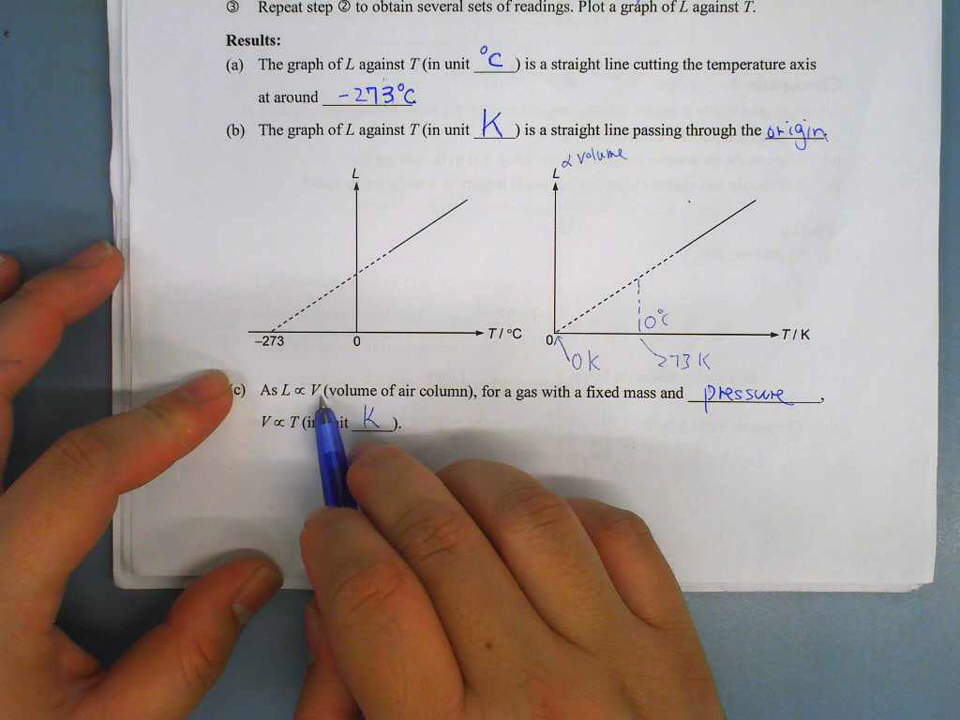 ③ Repeat step ② to obtain several sets of readings. Plot a graph of L against T.
Results:
(a) The graph of L against T (in unit °C ) is a straight line cutting the temperature axis
at around -273°C
(b) The graph of L against T (in unit K ) is a straight line passing through the origin
L
L ∝ volume
0°C
-273 0 T / °C
0 T / K
0K 273 K
c) As L ∝ V (volume of air column), for a gas with a fixed mass and pressure ,
V ∝ T (in K ).